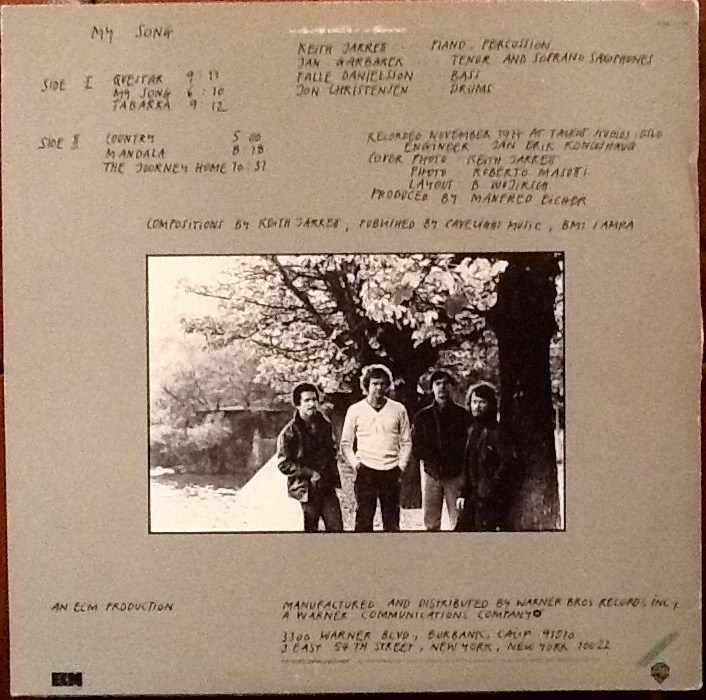 MY SONG
KEITH JARRETT PIANO, PERCUSSION
JAN GARBAREK TENOR AND SOPRANO SAXOPHONES
PALLE DANIELSSON BASS
JON CHRISTENSEN DRUMS
SIDE I QUESTAR 9:11
MY SONG 6:10
TABARKA 9:12
SIDE II COUNTRY 5:00
MANDALA 8:18
THE JOURNEY HOME 10:31
RECORDED NOVEMBER 1977 AT TALENT STUDIOS, OSLO
ENGINEER JAN ERIK KONGSHAUG
COVER PHOTO KEITH JARRETT
PHOTO ROBERTO MASOTTI
LAYOUT B WOJIRSCH
PRODUCED BY MANFRED EICHER
COMPOSITIONS BY KEITH JARRETT, PUBLISHED BY CAVELIGHT MUSIC, BMI / AMRA
AN ECM PRODUCTION
MANUFACTURED AND DISTRIBUTED BY WARNER BROS RECORDS INC,
A WARNER COMMUNICATIONS COMPANY
3300 WARNER BLVD., BURBANK, CALIF 91510
3 EAST 54TH STREET, NEW YORK, NEW YORK 10022
ECM